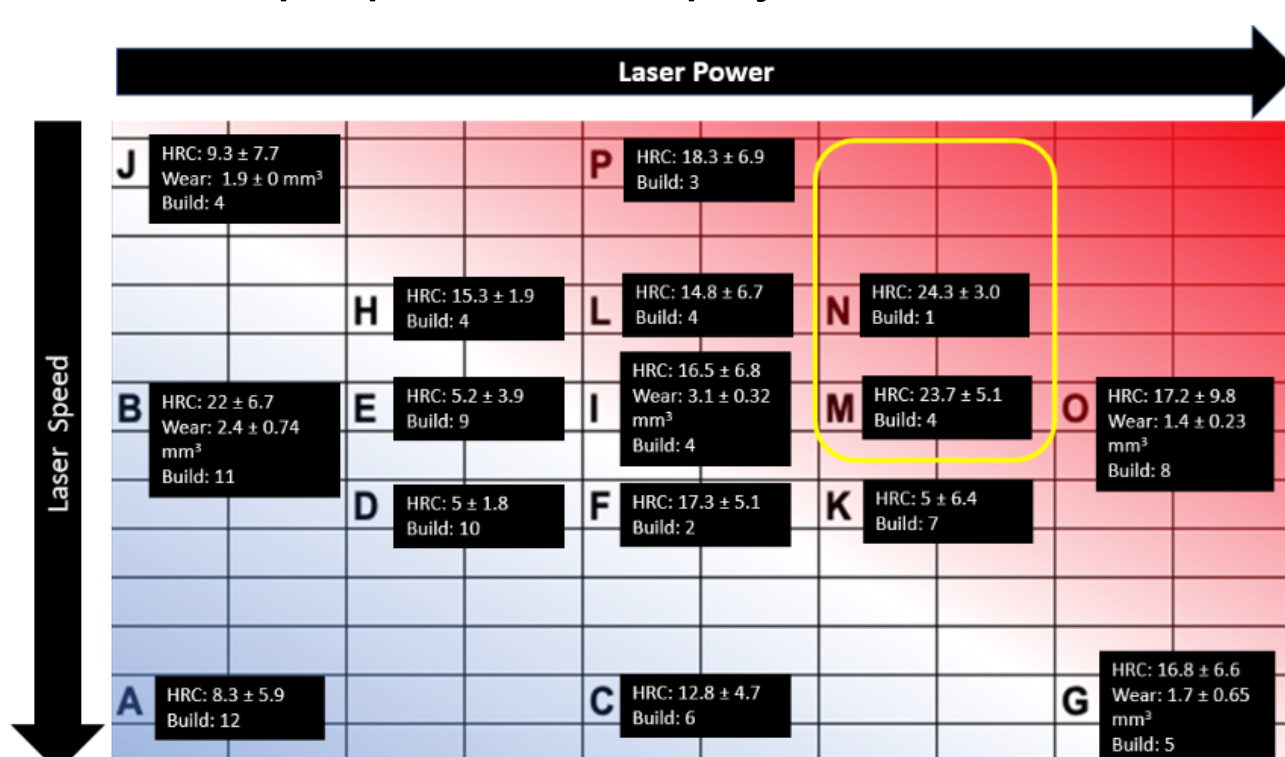 Laser Power
Laser Speed
J
HRC: 9.3 ± 7.7
Wear:  1.9 ± 0 mm³
Build: 4
P
HRC: 18.3 ± 6.9
Build: 3
H
HRC: 15.3 ± 1.9
Build: 4
L
HRC: 14.8 ± 6.7
Build: 4
N
HRC: 24.3 ± 3.0
Build: 1
B
HRC: 22 ± 6.7
Wear: 2.4 ± 0.74
mm³
Build: 11
E
HRC: 5.2 ± 3.9
Build: 9
I
HRC: 16.5 ± 6.8
Wear: 3.1 ± 0.32
mm³
Build: 4
M
HRC: 23.7 ± 5.1
Build: 4
O
HRC: 17.2 ± 9.8
Wear: 1.4 ± 0.23
mm³
Build: 8
D
HRC: 5 ± 1.8
Build: 10
F
HRC: 17.3 ± 5.1
Build: 2
K
HRC: 5 ± 6.4
Build: 7
A
HRC: 8.3 ± 5.9
Build: 12
C
HRC: 12.8 ± 4.7
Build: 6
G
HRC: 16.8 ± 6.6
Wear: 1.7 ± 0.65
mm³
Build: 5